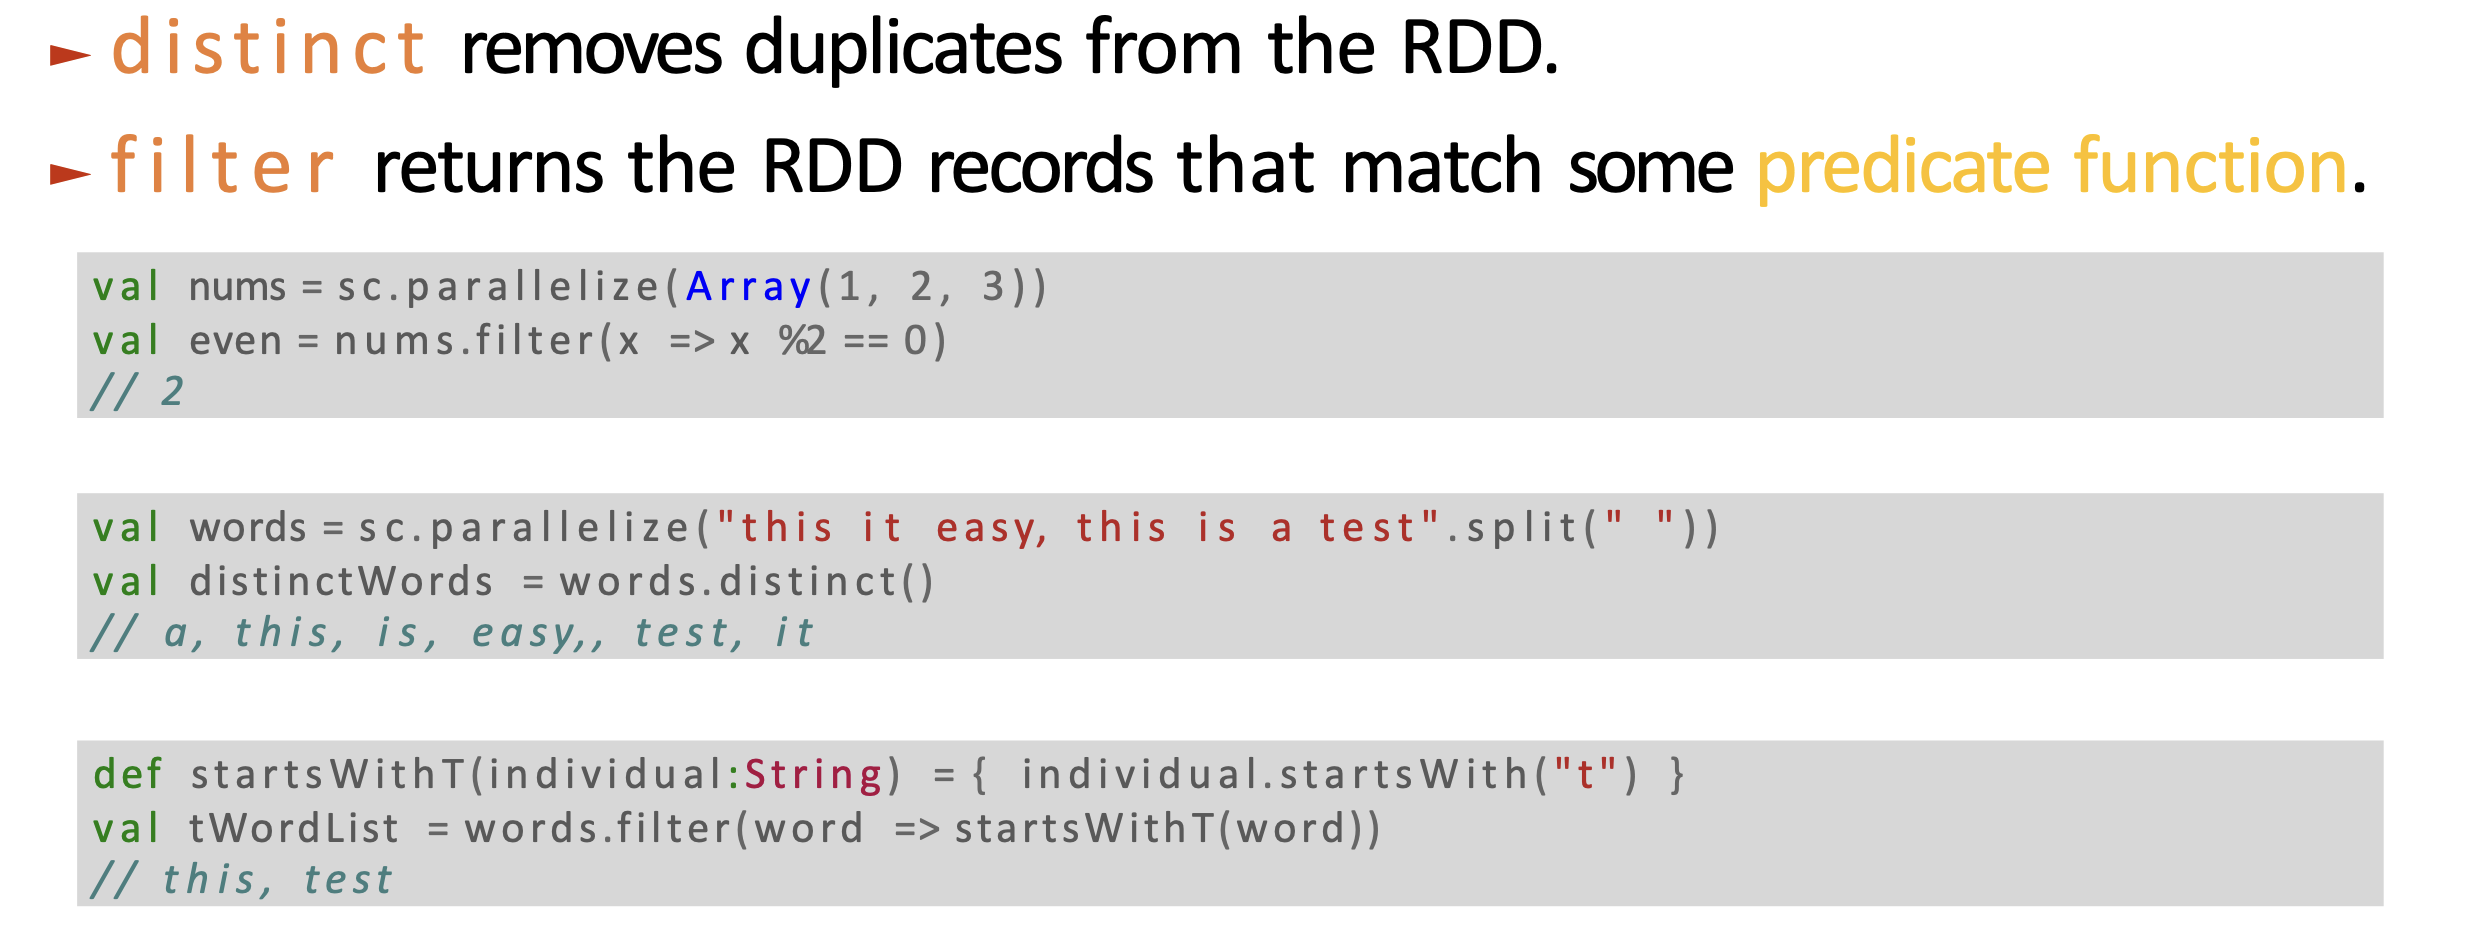 ► distinct removes duplicates from the RDD.
► filter returns the RDD records that match some predicate function.
val nums = sc.parallelize(Array(1, 2, 3))
val even = nums.filter(x => x %2 == 0)
// 2
val words = sc.parallelize("this it easy, this is a test".split(" "))
val distinctWords = words.distinct()
// a, this, is, easy,, test, it
def startsWithT(individual:String) = { individual.startsWith("t") }
val tWordList = words.filter(word => startsWithT(word))
// this, test